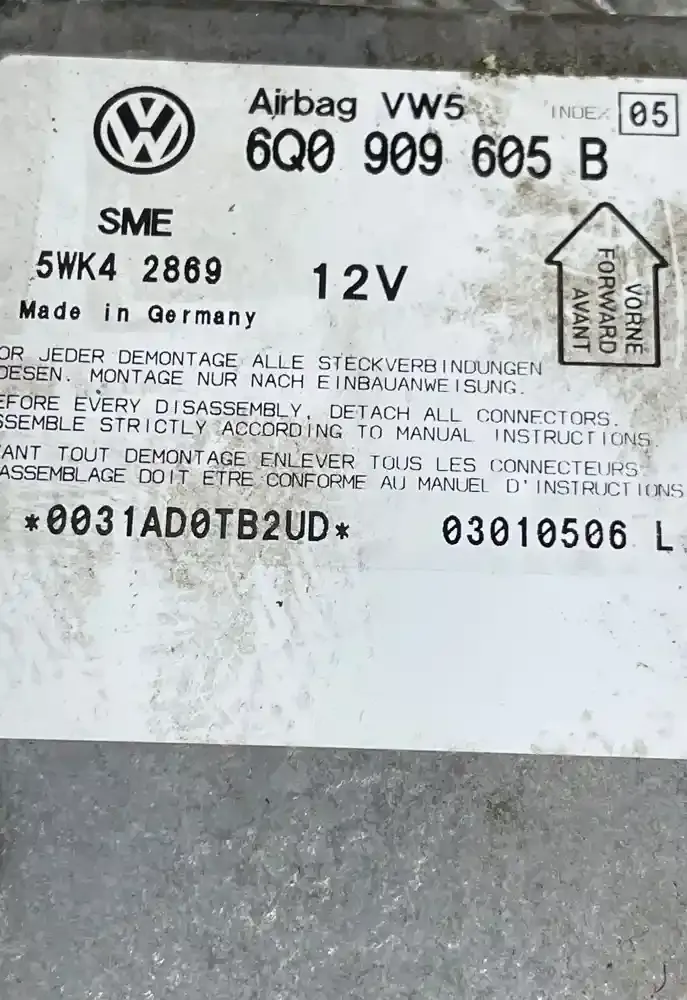 Airbag VW5 INDEX 05
6Q0 909 605 B
SME
5WK4 2869 12V
Made in Germany
VORNE
FORWARD
AVANT
OR JEDER DEMONTAGE ALLE STECKVERBINDUNGEN
OESEN. MONTAGE NUR NACH EINBAUANWEISUNG.
EFORE EVERY DISASSEMBLY, DETACH ALL CONNECTORS.
SSEMBLE STRICTLY ACCORDING TO MANUAL INSTRUCTIONS.
ANT TOUT DEMONTAGE ENLEVER TOUS LES CONNECTEURS
ASSEMBLAGE DOIT ETRE CONFORME AU MANUEL D'INSTRUCTIONS
*0031AD0TB2UD* 03010506 L